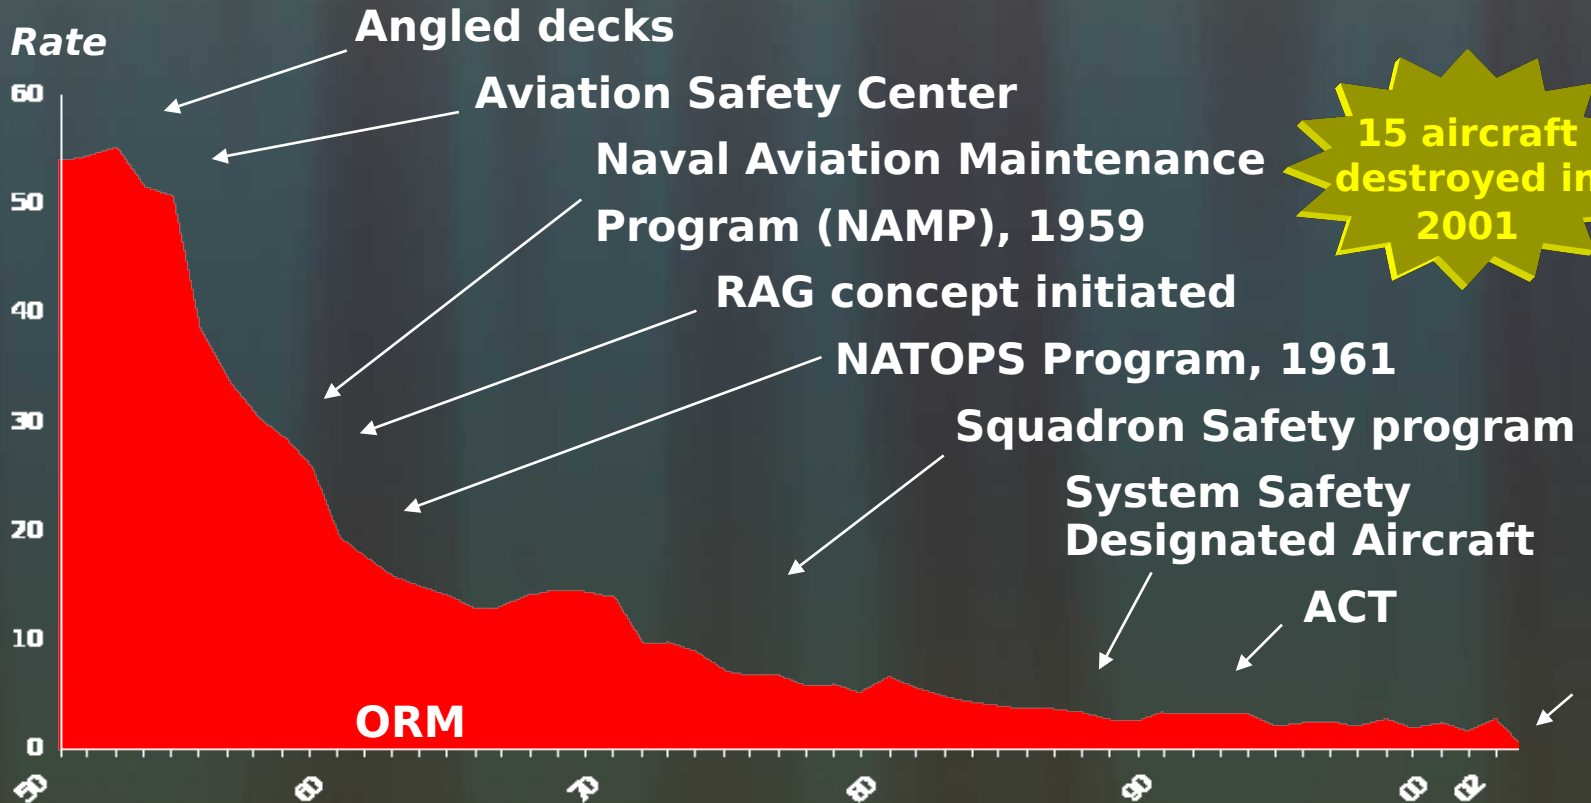 Angled decks
Rate
60
Aviation Safety Center
15 aircraft
destroyed in
2001
Naval Aviation Maintenance
Program (NAMP), 1959
50
RAG concept initiated
40
NATOPS Program, 1961
30
Squadron Safety program
System Safety
Designated Aircraft
20
ACT
10
ORM
0
50
60
70
80
90
00
02